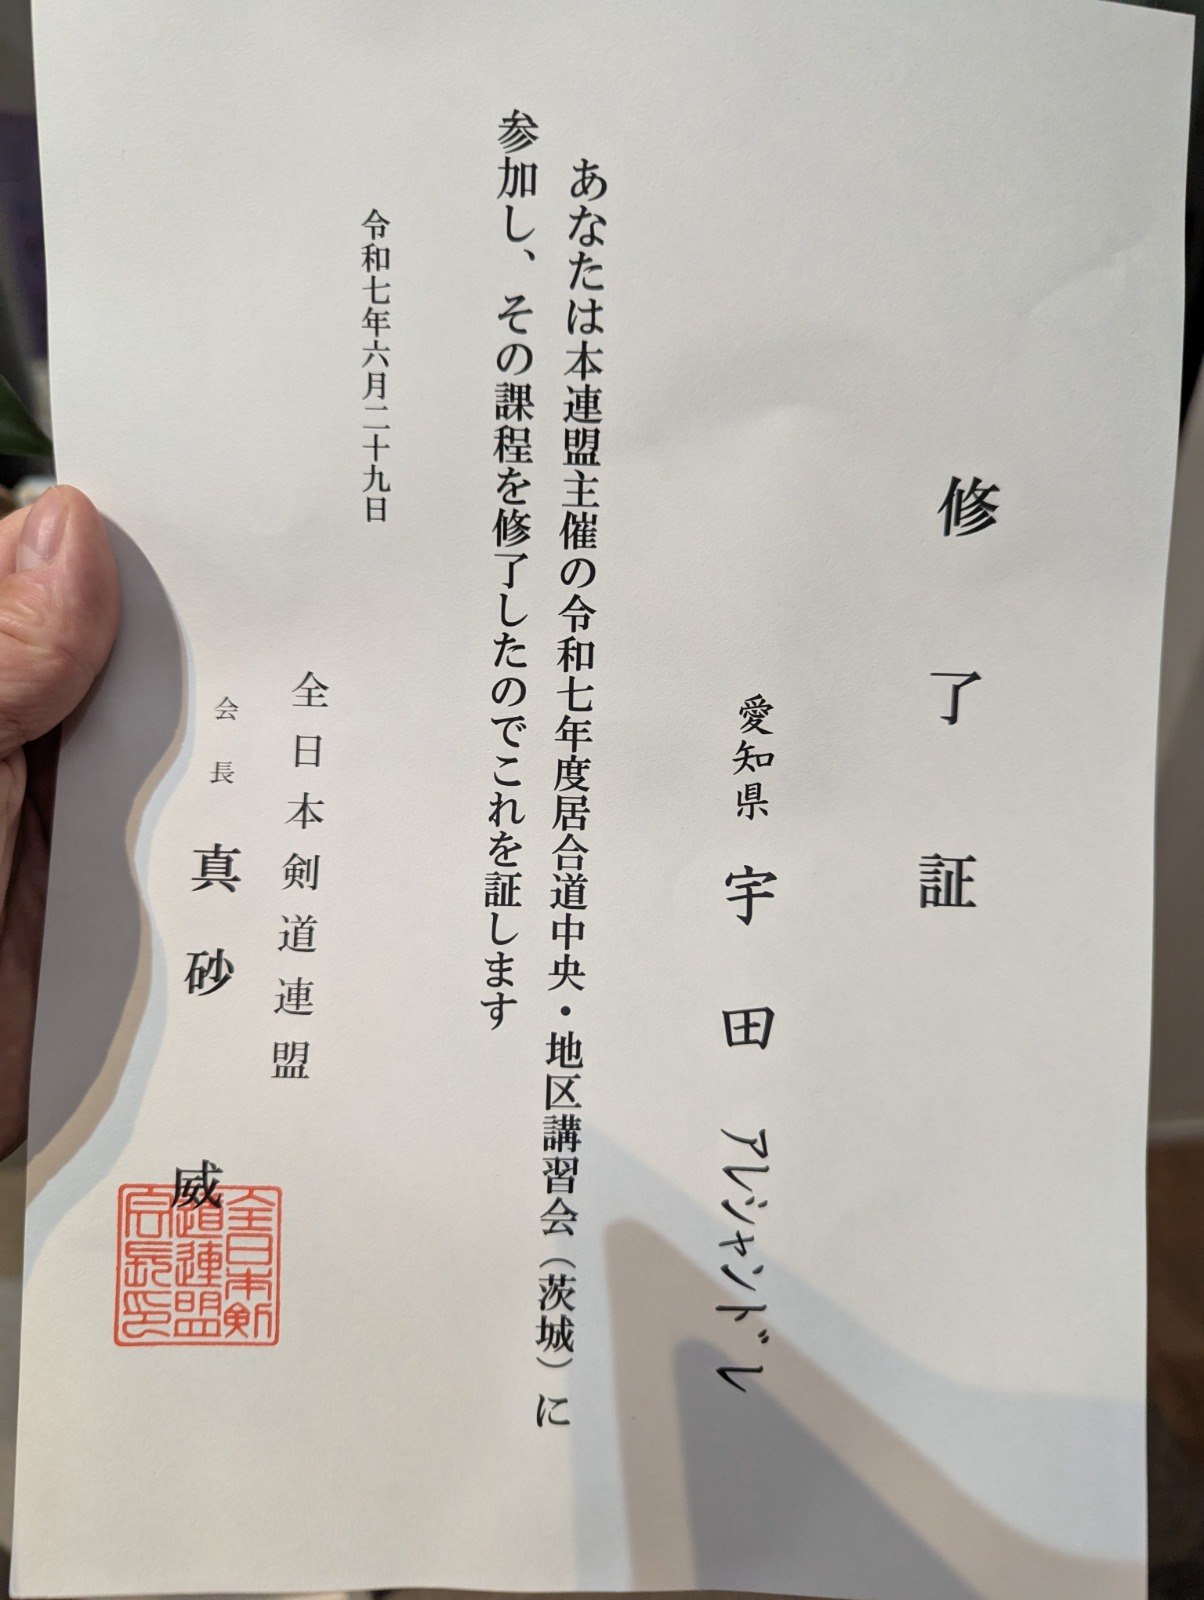 修了証
愛知県 宇田 アレシャンドレ
あなたは本連盟主催の令和七年度居合道中央・地区講習会（茨城）に
参加し、その課程を修了したのでこれを証します
令和七年六月二十九日
全日本剣道連盟
会長 真砂 威
全日本剣
道連盟
会長印